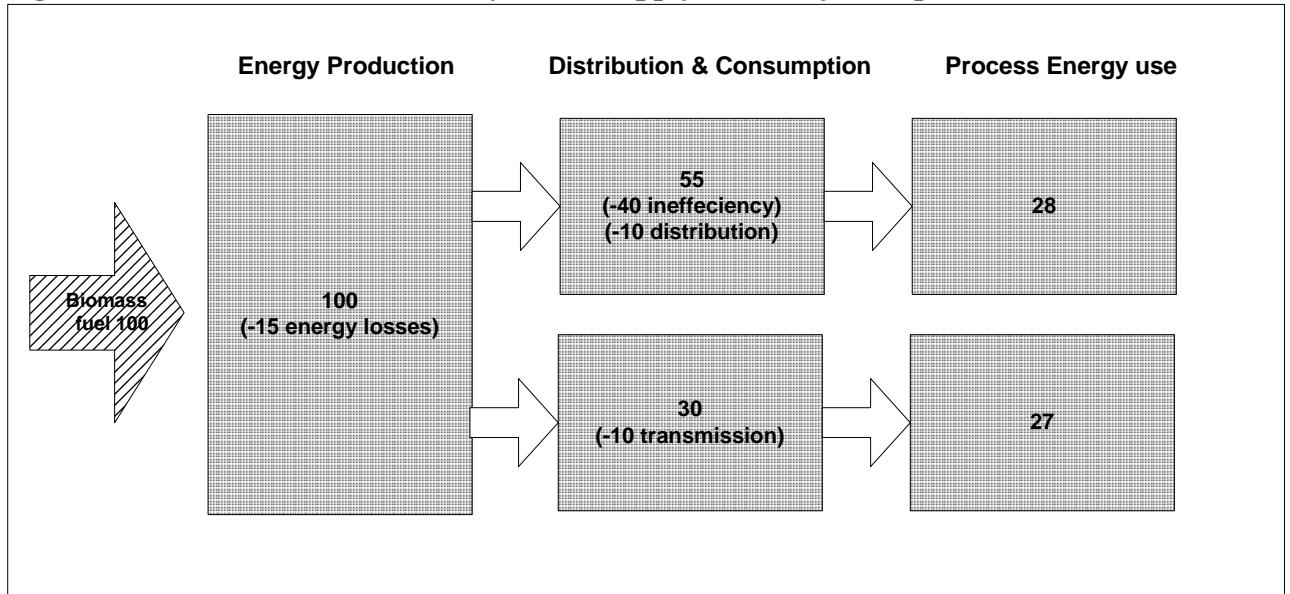 Energy Production
Distribution & Consumption
Process Energy use
Biomass
fuel 100
100
(-15 energy losses)
55
(-40 ineffeciency)
(-10 distribution)
28
30
(-10 transmission)
27